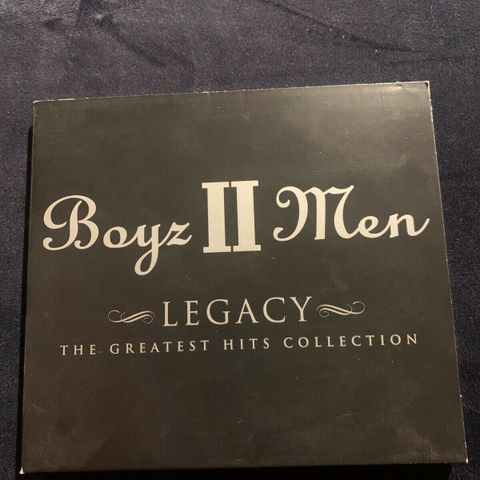 Boyz II Men
LEGACY
THE GREATEST HITS COLLECTION